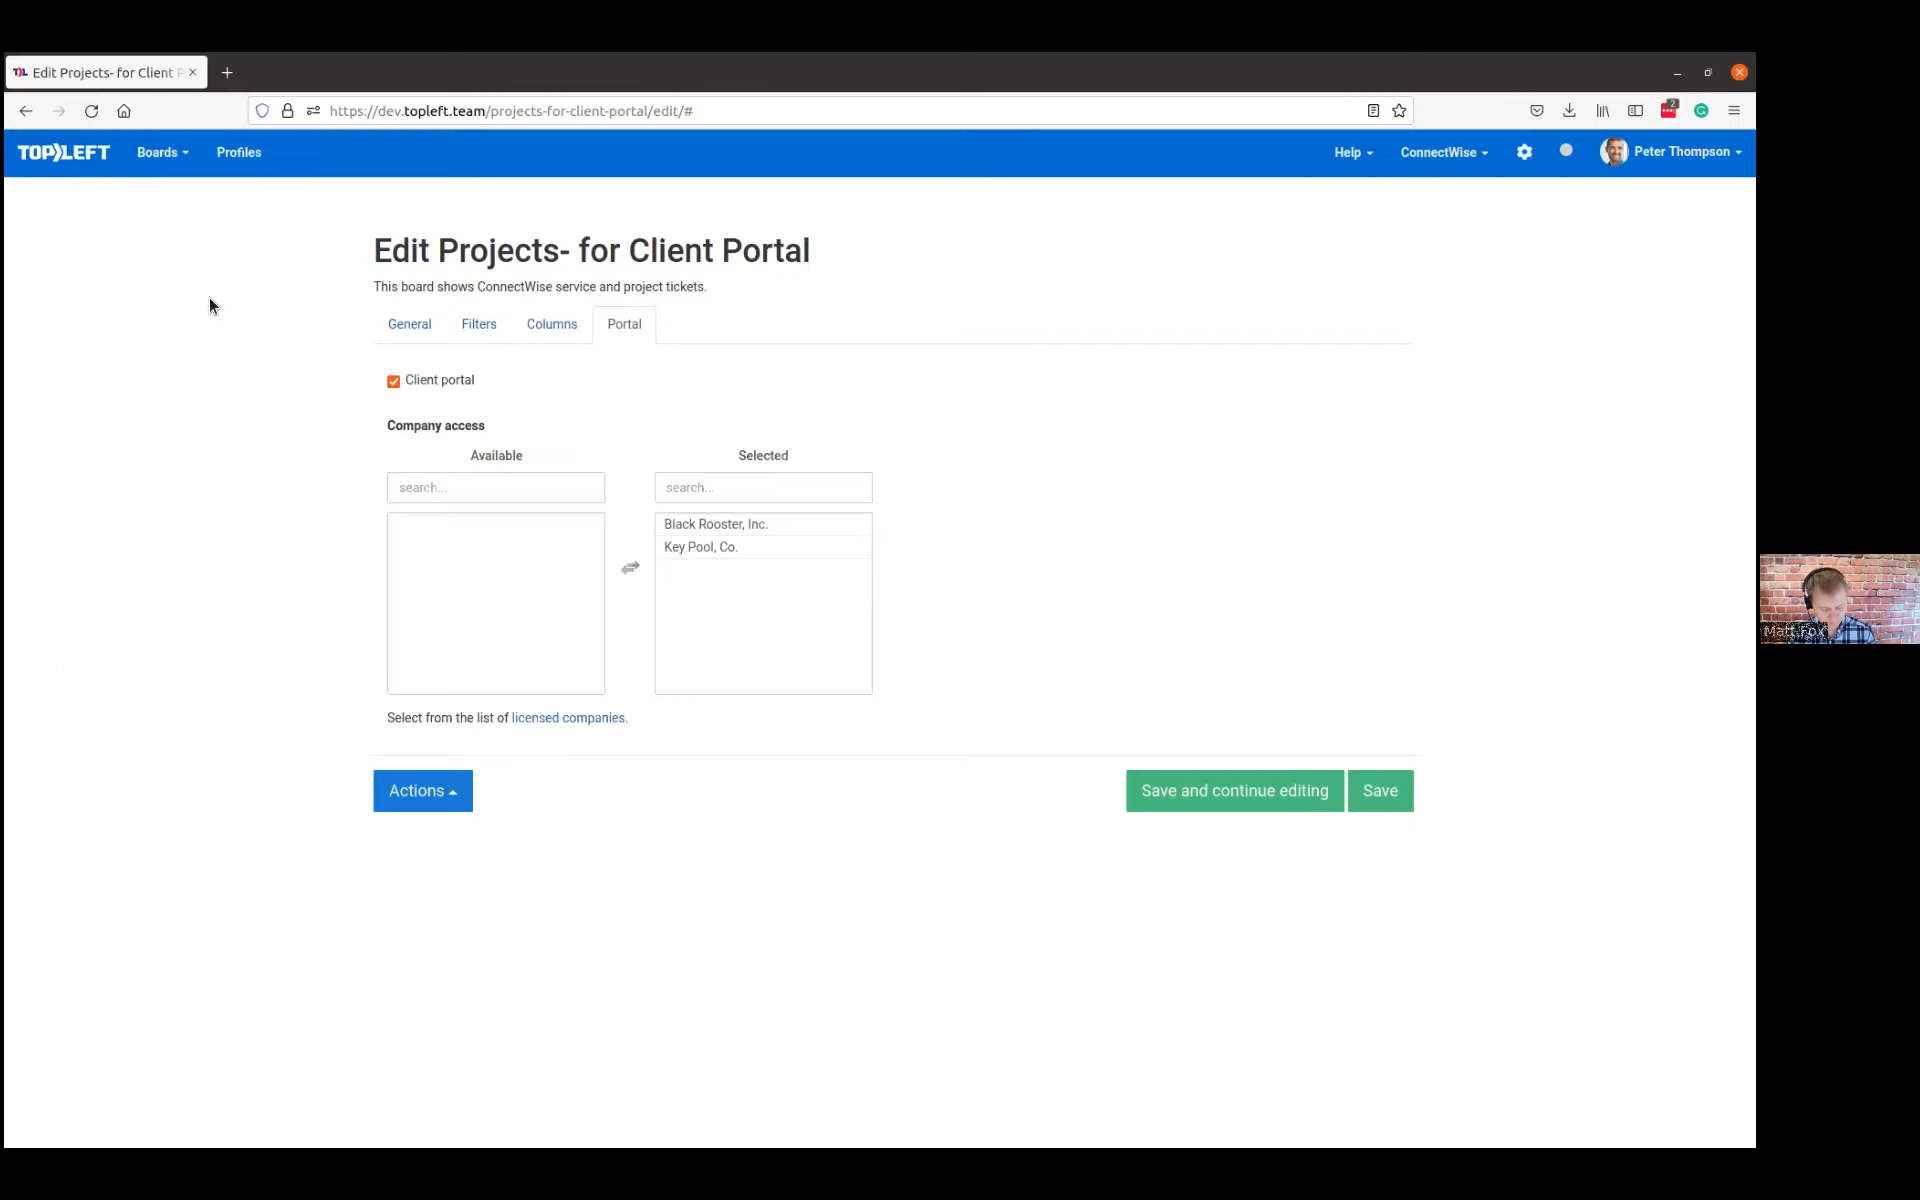 Edit Projects- for Client P
https://dev.topleft.team/projects-for-client-portal/edit/#
2
TOP LEFT
Boards
Profiles
Help
ConnectWise
Peter Thompson
Edit Projects- for Client Portal
This board shows ConnectWise service and project tickets.
General
Filters
Columns
Portal
Client portal
Company access
Available
Selected
search...
search...
Black Rooster, Inc.
Key Pool, Co.
Select from the list of licensed companies.
Actions
Save and continue editing
Save
Matt Fox